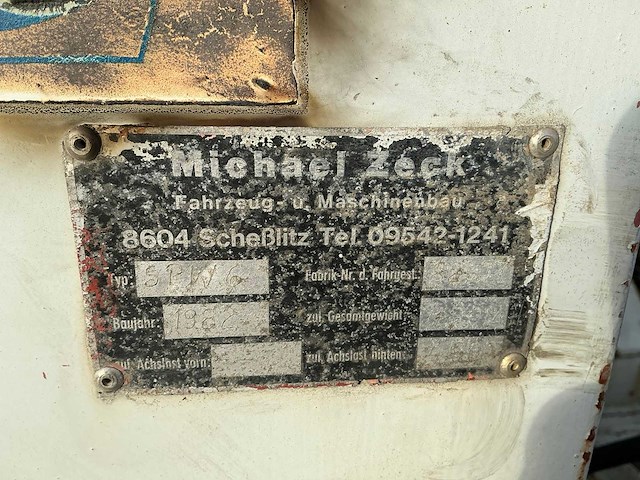 Michael Zeck
Fahrzeug- u. Maschinenbau
8604 Scheßlitz Tel. 09542-1241
Typ: Fabrik-Nr. d. Fahrgest.
Baujahr: 1982 zul. Gesamtgewicht
zul. Achslast vorn: zul. Achslast hinten